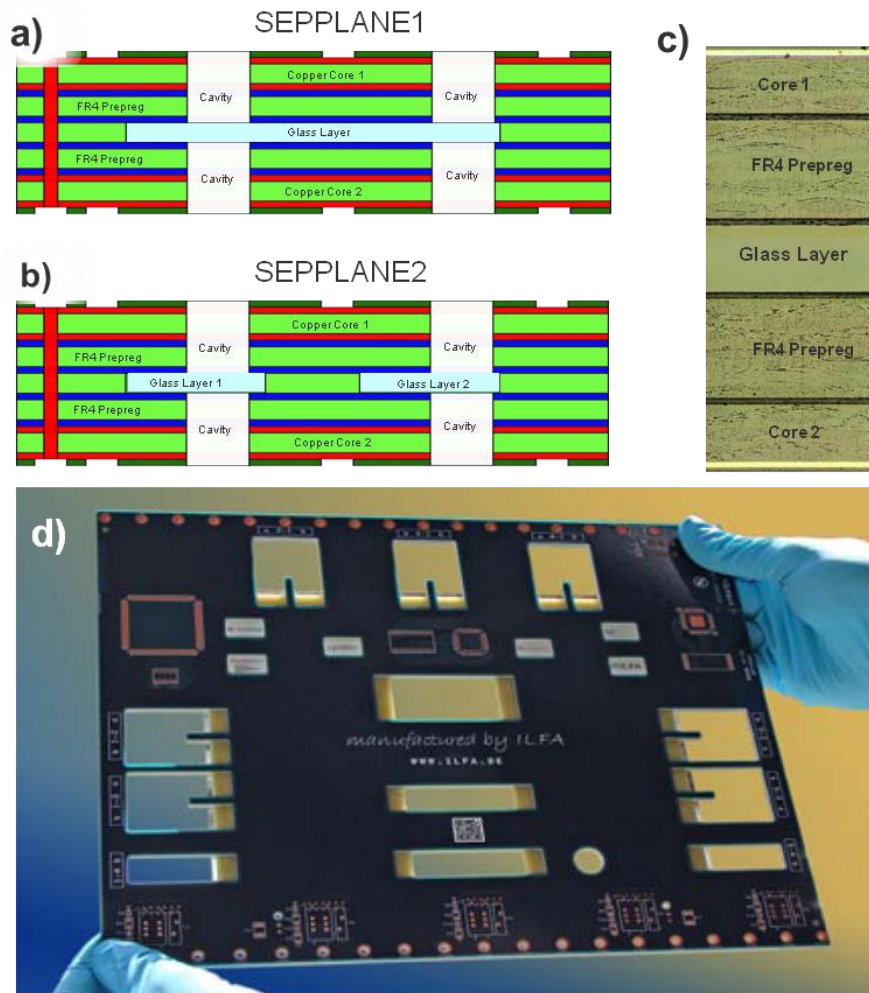 a)
SEPPLANE1
Copper Core 1
Cavity
Cavity
FR4 Prepreg
Glass Layer
FR4 Prepreg
Cavity
Cavity
Copper Core 2
b)
SEPPLANE2
Copper Core 1
Cavity
Cavity
FR4 Prepreg
Glass Layer 1
Glass Layer 2
FR4 Prepreg
Cavity
Cavity
Copper Core 2
c)
Core 1
FR4 Prepreg
Glass Layer
FR4 Prepreg
Core 2
d)
ILFA
manufactured by ILFA
WWW.ILFA.DE